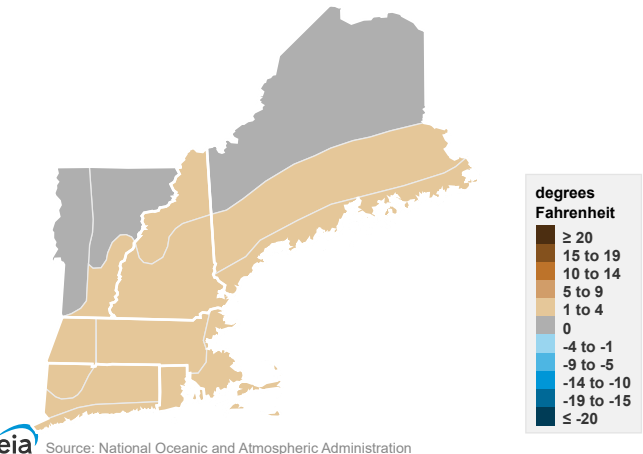 degrees
Fahrenheit
≥ 20
15 to 19
10 to 14
5 to 9
1 to 4
0
-4 to -1
-9 to -5
-14 to -10
-19 to -15
≤ -20
eia
Source: National Oceanic and Atmospheric Administration